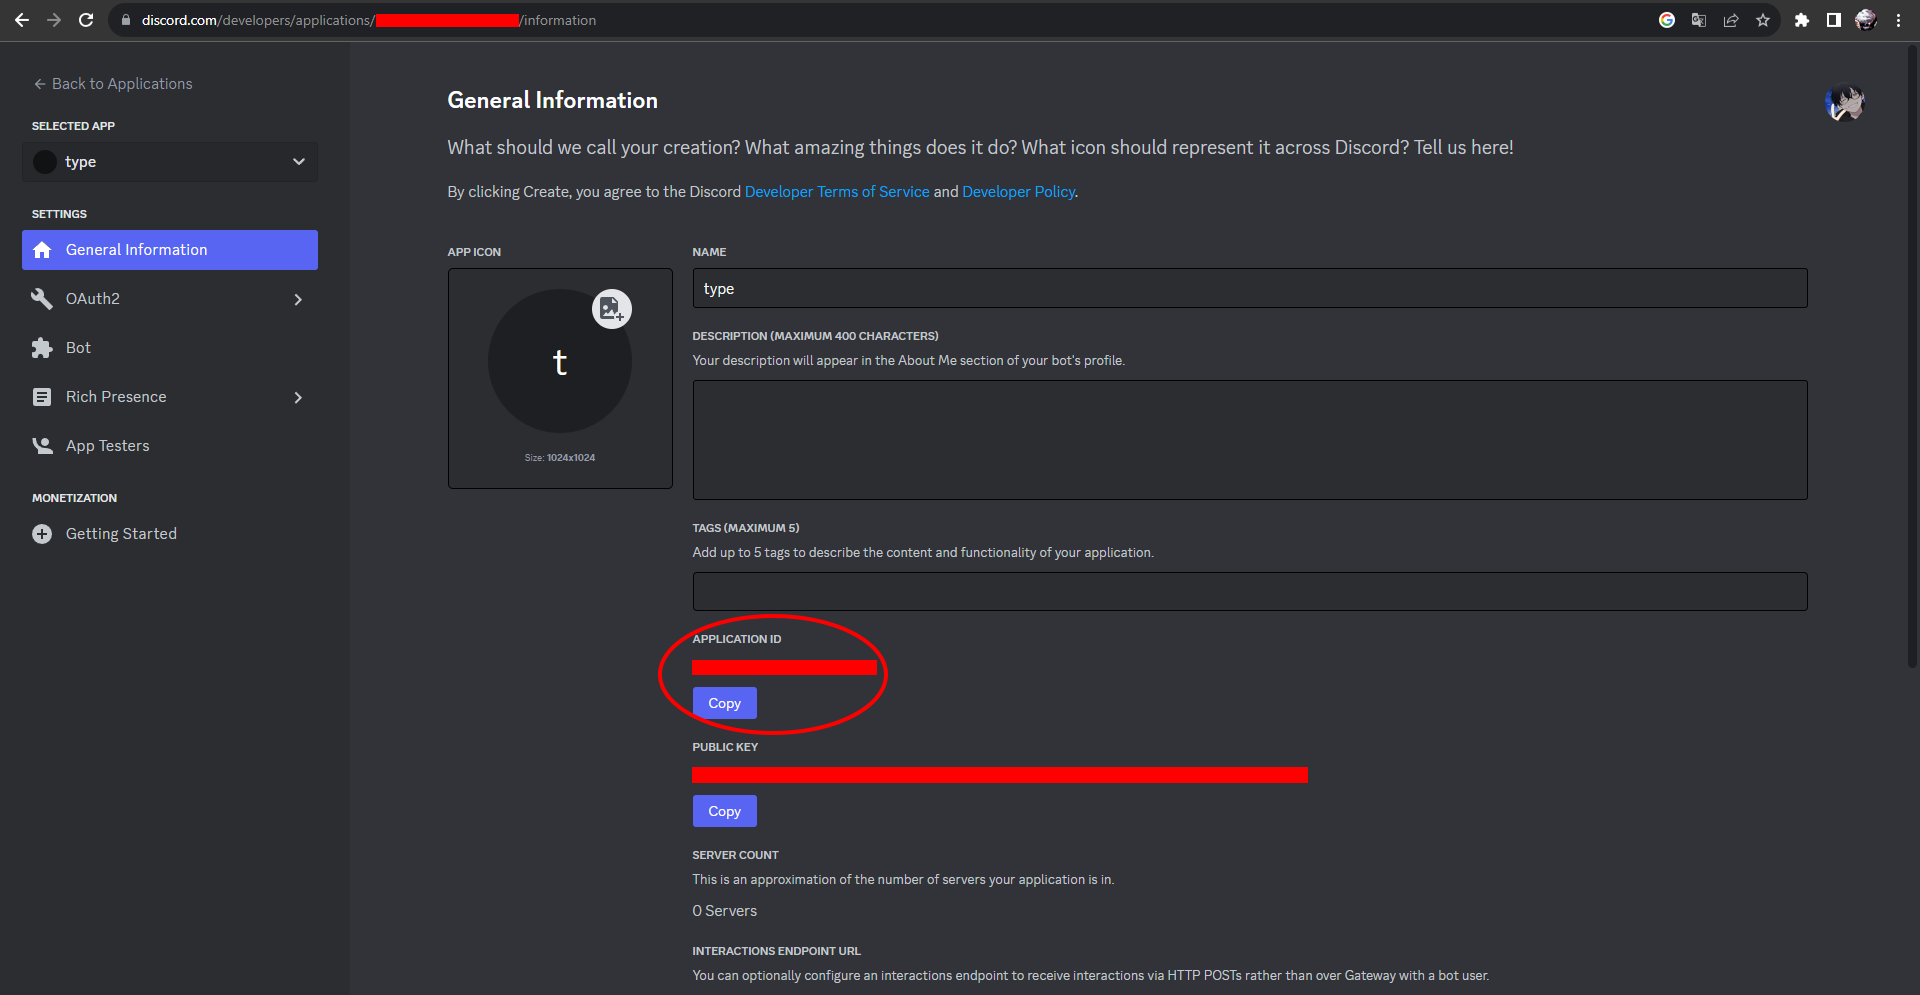 discord.com/developers/applications/ /information
Back to Applications
SELECTED APP
type
SETTINGS
General Information
OAuth2
Bot
Rich Presence
App Testers
MONETIZATION
Getting Started
General Information
What should we call your creation? What amazing things does it do? What icon should represent it across Discord? Tell us here!
By clicking Create, you agree to the Discord Developer Terms of Service and Developer Policy.
APP ICON
t
Size: 1024x1024
NAME
type
DESCRIPTION (MAXIMUM 400 CHARACTERS)
Your description will appear in the About Me section of your bot's profile.
TAGS (MAXIMUM 5)
Add up to 5 tags to describe the content and functionality of your application.
APPLICATION ID
Copy
PUBLIC KEY
Copy
SERVER COUNT
This is an approximation of the number of servers your application is in.
0 Servers
INTERACTIONS ENDPOINT URL
You can optionally configure an interactions endpoint to receive interactions via HTTP POSTs rather than over Gateway with a bot user.